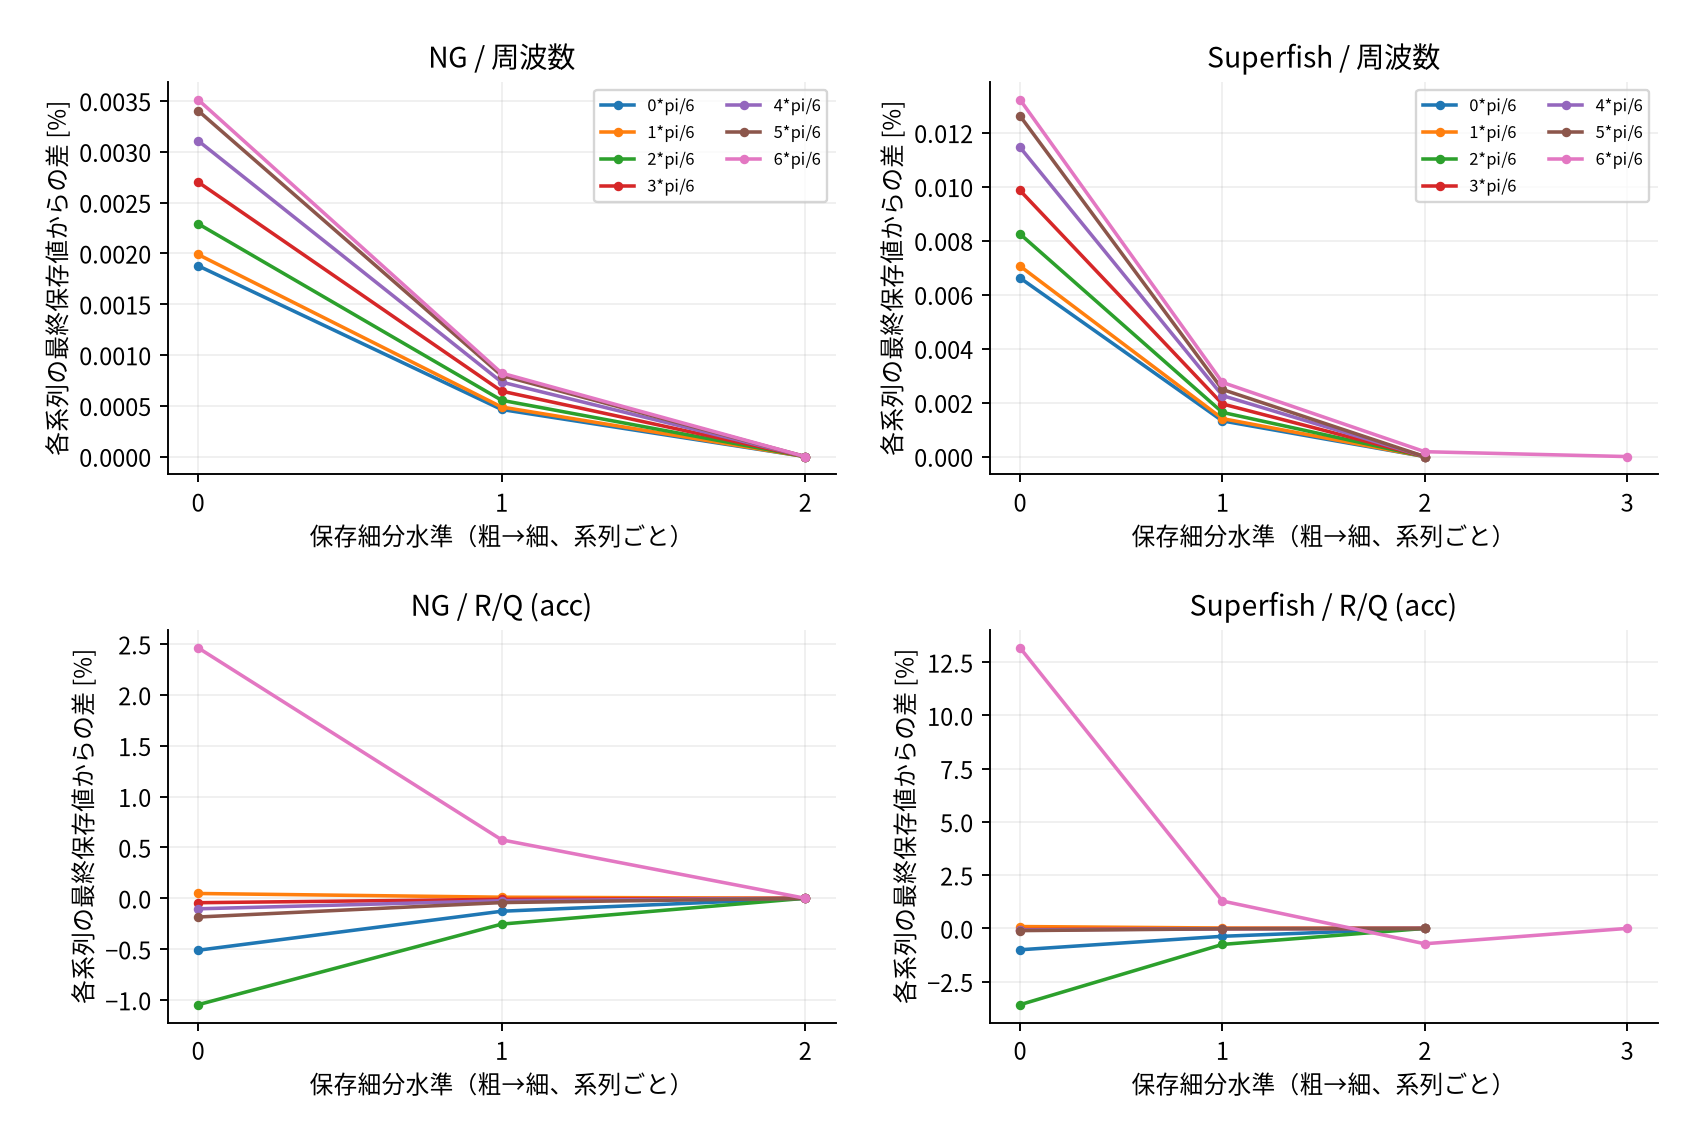 NG / 周波数
各系列の最終保存値からの差 [%]
0.0035
0.0030
0.0025
0.0020
0.0015
0.0010
0.0005
0.0000
0*pi/6
1*pi/6
2*pi/6
3*pi/6
4*pi/6
5*pi/6
6*pi/6
0 1 2
保存細分水準（粗→細、系列ごと）
Superfish / 周波数
各系列の最終保存値からの差 [%]
0.012
0.010
0.008
0.006
0.004
0.002
0.000
0*pi/6
1*pi/6
2*pi/6
3*pi/6
4*pi/6
5*pi/6
6*pi/6
0 1 2 3
保存細分水準（粗→細、系列ごと）
NG / R/Q (acc)
各系列の最終保存値からの差 [%]
2.5
2.0
1.5
1.0
0.5
0.0
−0.5
−1.0
0 1 2
保存細分水準（粗→細、系列ごと）
Superfish / R/Q (acc)
各系列の最終保存値からの差 [%]
12.5
10.0
7.5
5.0
2.5
0.0
−2.5
0 1 2 3
保存細分水準（粗→細、系列ごと）